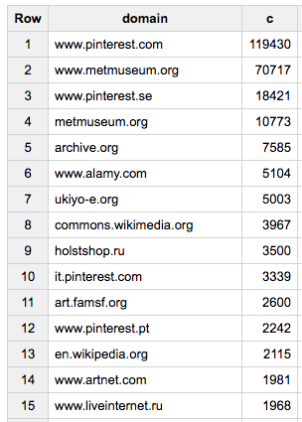 Row domain c
1 www.pinterest.com 119430
2 www.metmuseum.org 70717
3 www.pinterest.se 18421
4 metmuseum.org 10773
5 archive.org 7585
6 www.alamy.com 5104
7 ukiyo-e.org 5003
8 commons.wikimedia.org 3967
9 holstshop.ru 3500
10 it.pinterest.com 3339
11 art.famsf.org 2600
12 www.pinterest.pt 2242
13 en.wikipedia.org 2115
14 www.artnet.com 1981
15 www.liveinternet.ru 1968